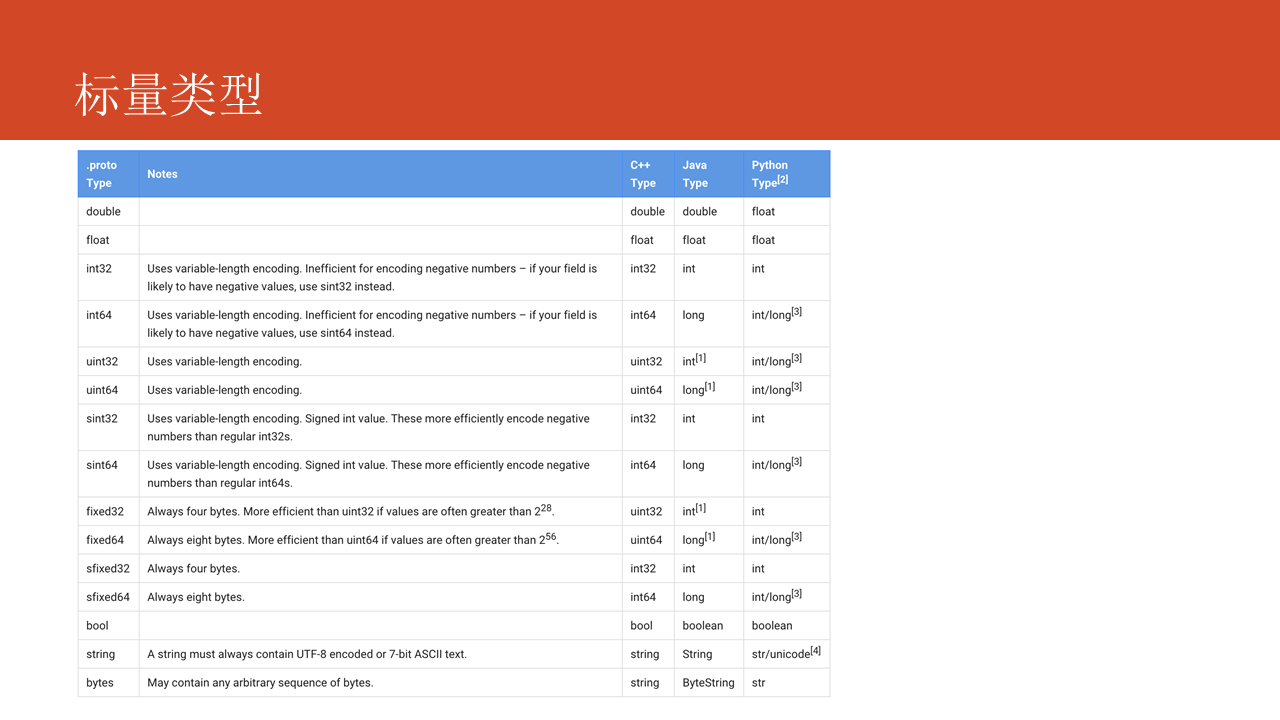 标量类型
.proto Type Notes C++ Type Java Type Python Type[2]
double double double float
float float float float
int32 Uses variable-length encoding. Inefficient for encoding negative numbers – if your field is int32 int int
likely to have negative values, use sint32 instead.
int64 Uses variable-length encoding. Inefficient for encoding negative numbers – if your field is int64 long int/long[3]
likely to have negative values, use sint64 instead.
uint32 Uses variable-length encoding. uint32 int[1] int/long[3]
uint64 Uses variable-length encoding. uint64 long[1] int/long[3]
sint32 Uses variable-length encoding. Signed int value. These more efficiently encode negative int32 int int
numbers than regular int32s.
sint64 Uses variable-length encoding. Signed int value. These more efficiently encode negative int64 long int/long[3]
numbers than regular int64s.
fixed32 Always four bytes. More efficient than uint32 if values are often greater than 2^28. uint32 int[1] int
fixed64 Always eight bytes. More efficient than uint64 if values are often greater than 2^56. uint64 long[1] int/long[3]
sfixed32 Always four bytes. int32 int int
sfixed64 Always eight bytes. int64 long int/long[3]
bool bool boolean boolean
string A string must always contain UTF-8 encoded or 7-bit ASCII text. string String str/unicode[4]
bytes May contain any arbitrary sequence of bytes. string ByteString str